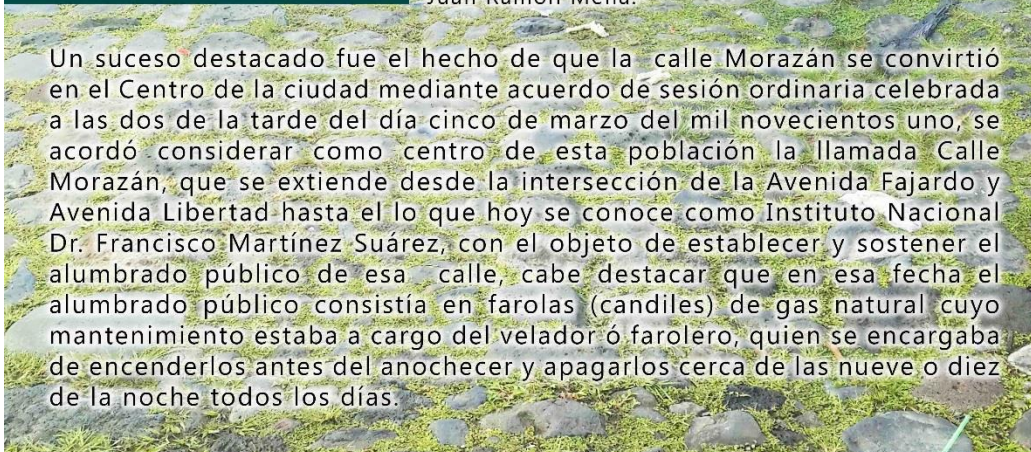 Juan Ramón Mena.
Un suceso destacado fue el hecho de que la calle Morazán se convirtió
en el Centro de la ciudad mediante acuerdo de sesión ordinaria celebrada
a las dos de la tarde del día cinco de marzo del mil novecientos uno, se
acordó considerar como centro de esta población la llamada Calle
Morazán, que se extiende desde la intersección de la Avenida Fajardo y
Avenida Libertad hasta el lo que hoy se conoce como Instituto Nacional
Dr. Francisco Martínez Suárez, con el objeto de establecer y sostener el
alumbrado público de esa calle, cabe destacar que en esa fecha el
alumbrado público consistía en farolas (candiles) de gas natural cuyo
mantenimiento estaba a cargo del velador ó farolero, quien se encargaba
de encenderlos antes del anochecer y apagarlos cerca de las nueve o diez
de la noche todos los días.